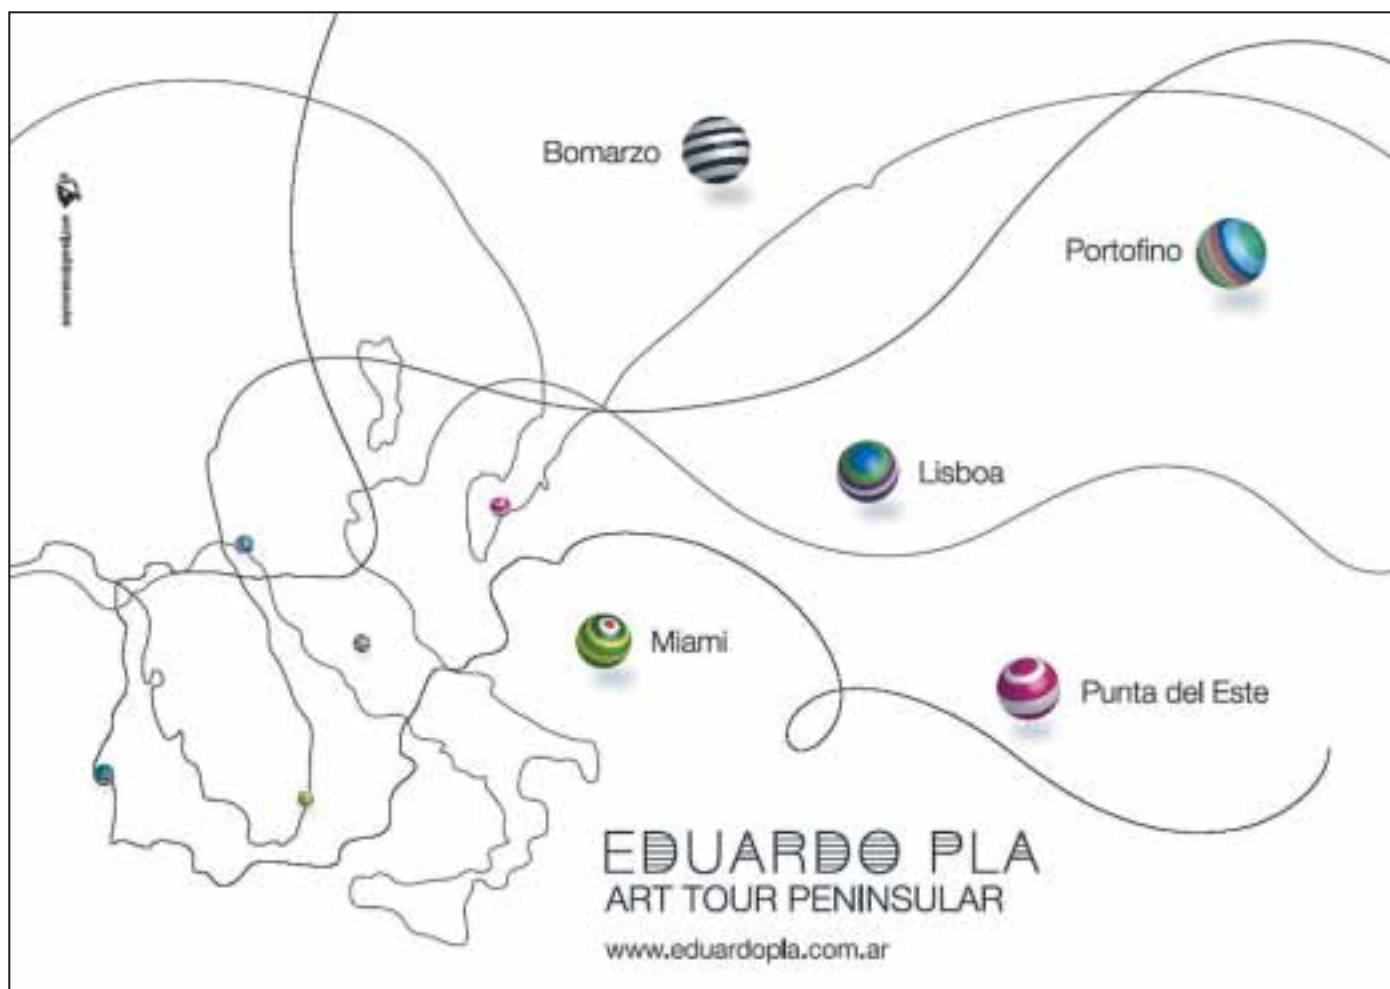 Bomarzo
Portofino
Lisboa
Miami
Punta del Este
EDUARDO PLA
ART TOUR PENINSULAR
www.eduardopla.com.ar